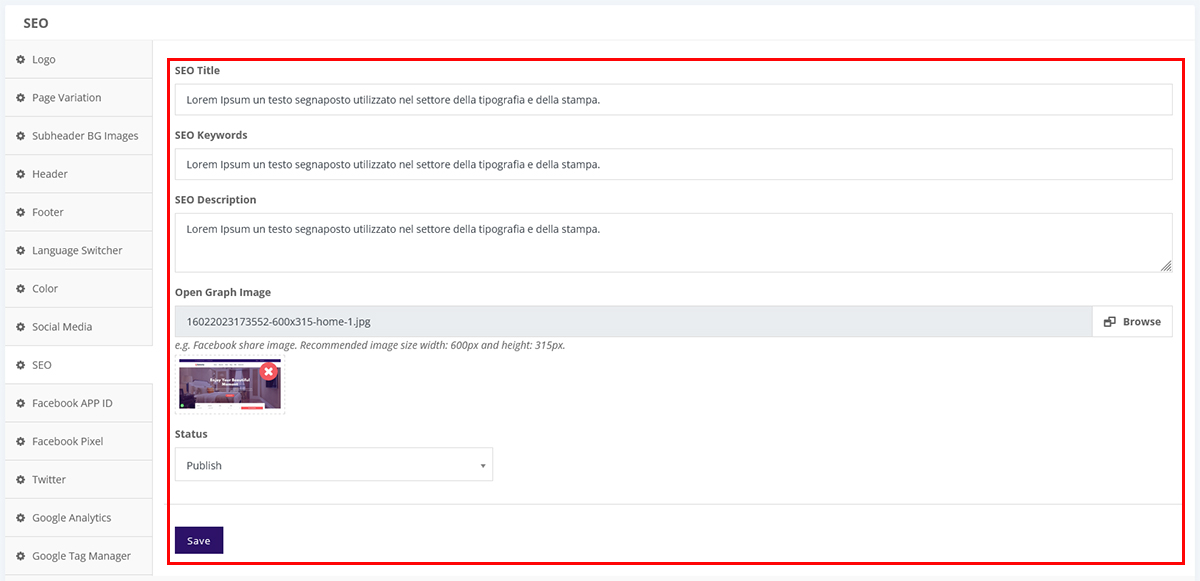 SEO
Logo
Page Variation
Subheader BG Images
Header
Footer
Language Switcher
Color
Social Media
SEO
Facebook APP ID
Facebook Pixel
Twitter
Google Analytics
Google Tag Manager
SEO Title
Lorem Ipsum un testo segnaposto utilizzato nel settore della tipografia e della stampa.
SEO Keywords
Lorem Ipsum un testo segnaposto utilizzato nel settore della tipografia e della stampa.
SEO Description
Lorem Ipsum un testo segnaposto utilizzato nel settore della tipografia e della stampa.
Open Graph Image
16022023173552-600x315-home-1.jpg
Browse
e.g. Facebook share image. Recommended image size width: 600px and height: 315px.
Enjoy Your Beautiful
Moment
Status
Publish
Save